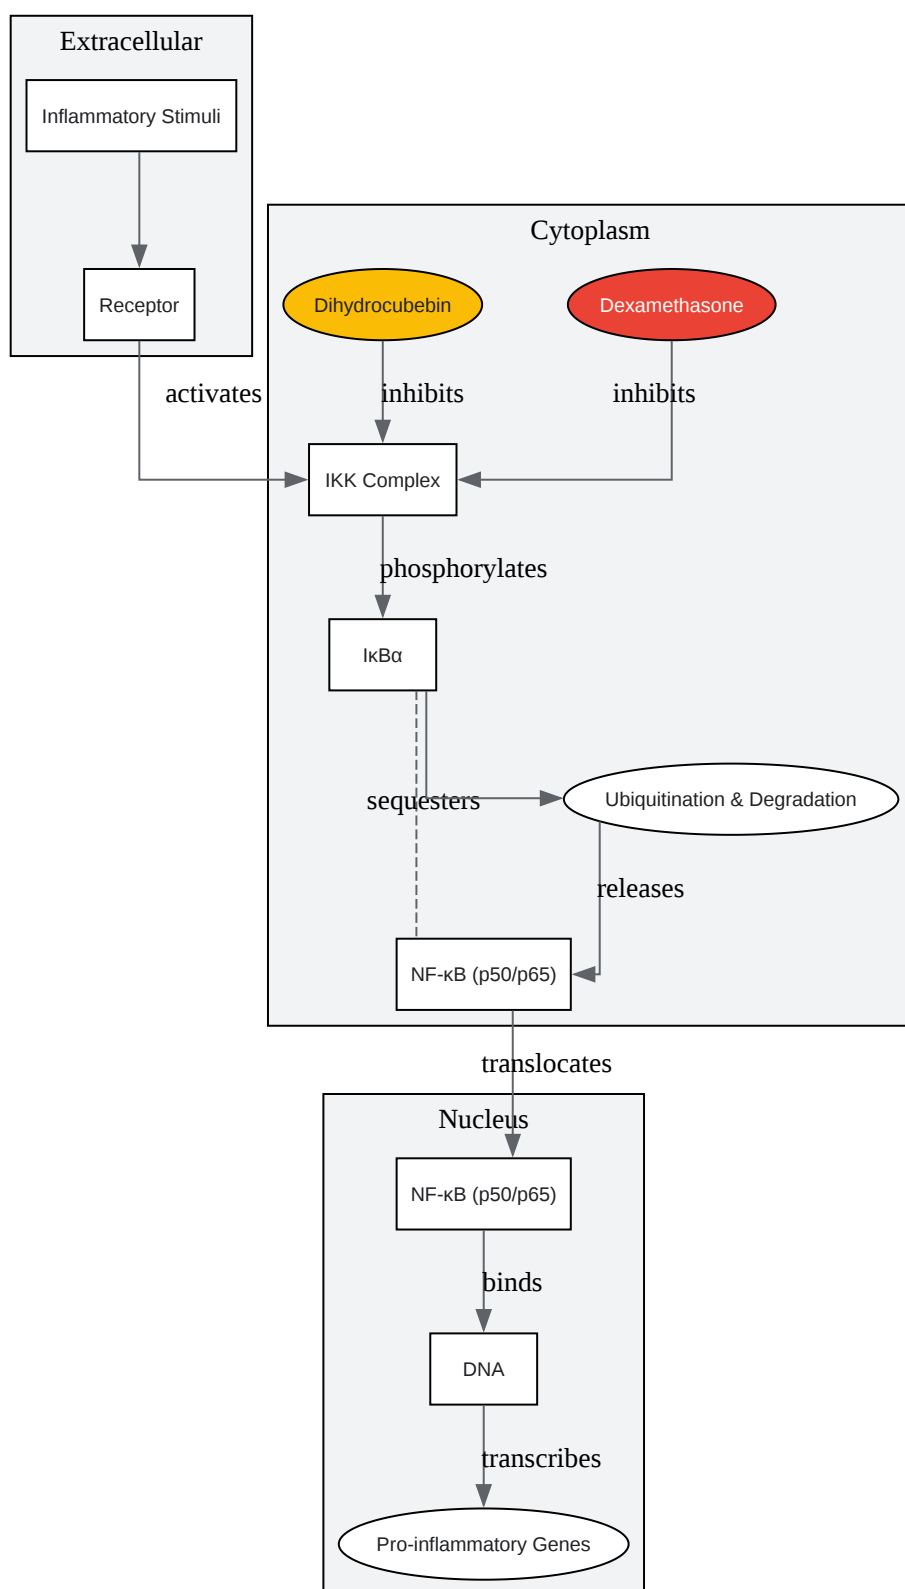 Extracellular
Inflammatory Stimuli
Receptor
activates
Cytoplasm
Dihydrocubebin
Dexamethasone
inhibits
inhibits
IKK Complex
phosphorylates
IκBα
sequesters
Ubiquitination & Degradation
releases
NF-κB (p50/p65)
translocates
Nucleus
NF-κB (p50/p65)
binds
DNA
transcribes
Pro-inflammatory Genes